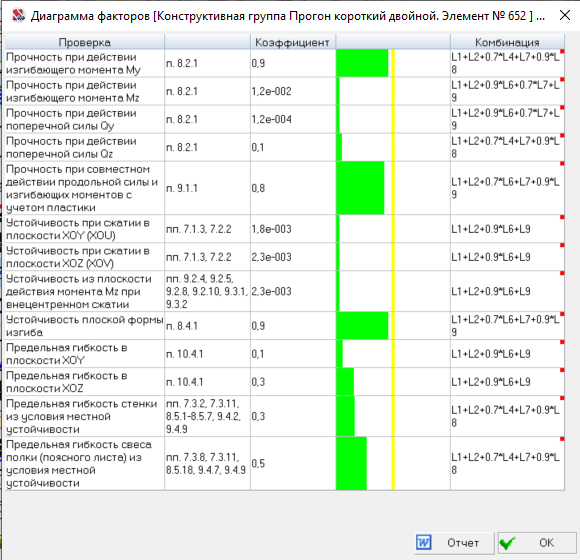 Диаграмма факторов [Конструктивная группа Прогон короткий двойной. Элемент № 652 ] ...
Проверка
Коэффициент
Комбинация
Прочность при действии
изгибающего момента My
п. 8.2.1
0,9
L1+L2+0.7*L4+L7+0.9*L
8
Прочность при действии
изгибающего момента Mz
п. 8.2.1
1,2e-002
L1+L2+0.9*L6+0.7*L7+L
9
Прочность при действии
поперечной силы Qy
п. 8.2.1
1,2e-004
L1+L2+0.9*L6+0.7*L7+L
9
Прочность при действии
поперечной силы Qz
п. 8.2.1
0,1
L1+L2+0.7*L4+L7+0.9*L
8
Прочность при совместном
действии продольной силы и
изгибающих моментов с
учетом пластики
п. 9.1.1
0,8
L1+L2+0.7*L6+L7+0.9*L
9
Устойчивость при сжатии в
плоскости XOY (XOU)
пп. 7.1.3, 7.2.2
1,8e-003
L1+L2+0.9*L6+L9
Устойчивость при сжатии в
плоскости XOZ (XOV)
пп. 7.1.3, 7.2.2
2,3e-003
L1+L2+0.9*L6+L9
Устойчивость из плоскости
действия момента Mz при
внецентренном сжатии
пп. 9.2.4, 9.2.5,
9.2.8, 9.2.10, 9.3.1,
9.3.2
2,3e-003
L1+L2+0.9*L6+L9
Устойчивость плоской формы
изгиба
п. 8.4.1
0,9
L1+L2+0.7*L6+L7+0.9*L
9
Предельная гибкость в
плоскости XOY
п. 10.4.1
0,1
L1+L2+0.9*L6+L9
Предельная гибкость в
плоскости XOZ
п. 10.4.1
0,3
L1+L2+0.9*L6+L9
Предельная гибкость стенки
из условия местной
устойчивости
пп. 7.3.2, 7.3.11,
8.5.1-8.5.7, 9.4.2,
9.4.9
0,3
L1+L2+0.7*L4+L7+0.9*L
8
Предельная гибкость свеса
полки (поясного листа) из
условия местной
устойчивости
пп. 7.3.8, 7.3.11,
8.5.18, 9.4.7, 9.4.9
0,5
L1+L2+0.7*L4+L7+0.9*L
8
Отчет
OK